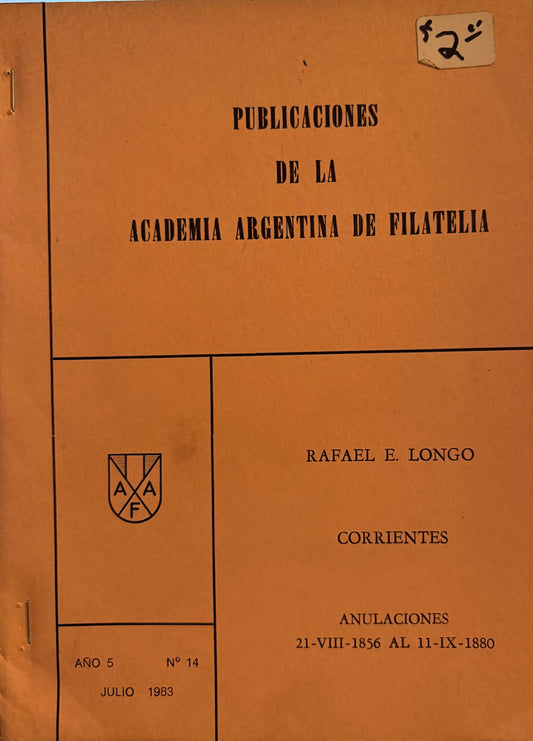 $2.00
PUBLICACIONES
DE LA
ACADEMIA ARGENTINA DE FILATELIA
A A
F
RAFAEL E. LONGO
CORRIENTES
ANULACIONES
21-VIII-1856 AL 11-IX-1880
AÑO 5 Nº 14
JULIO 1983